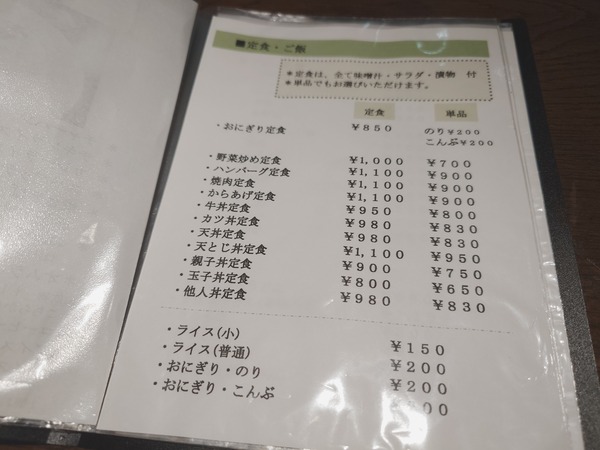 ■定食・ご飯
*定食は、全て味噌汁・サラダ・漬物 付
*単品でもお選びいただけます。
定食 単品
・おにぎり定食 ¥850 のり¥200
こんぶ¥200
・野菜炒め定食 ¥1,000 ¥700
・ハンバーグ定食 ¥1,100 ¥900
・焼肉定食 ¥1,100 ¥900
・からあげ定食 ¥1,100 ¥800
・牛丼定食 ¥950 ¥830
・カツ丼定食 ¥980 ¥830
・天丼定食 ¥980 ¥950
・天とじ丼定食 ¥1,100 ¥750
・親子丼定食 ¥900 ¥650
・玉子丼定食 ¥800 ¥830
・他人丼定食 ¥980
・ライス(小) ¥150
・ライス(普通) ¥200
・おにぎり・のり ¥200
・おにぎり・こんぶ